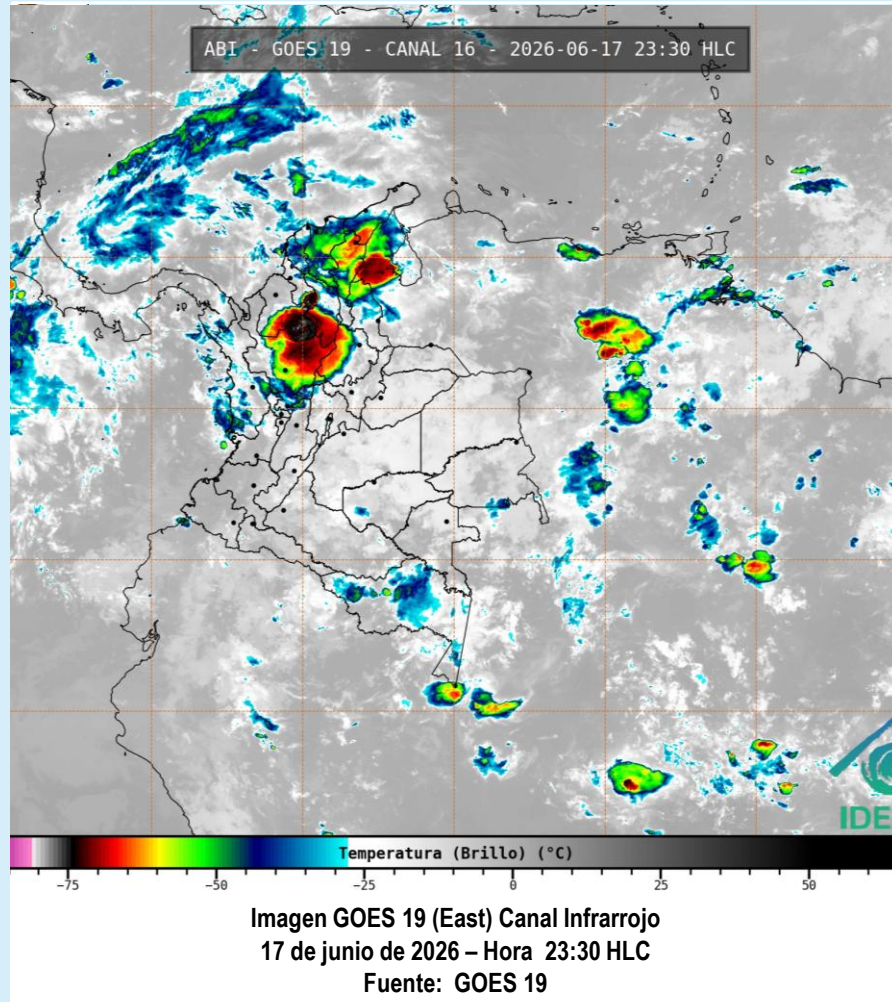 ABI - GOES 19 - CANAL 16 - 2026-06-17 23:30 HLC
IDE
Temperatura (Brillo) (°C)
−75 −50 −25 0 25 50
Imagen GOES 19 (East) Canal Infrarrojo
17 de junio de 2026 – Hora 23:30 HLC
Fuente: GOES 19